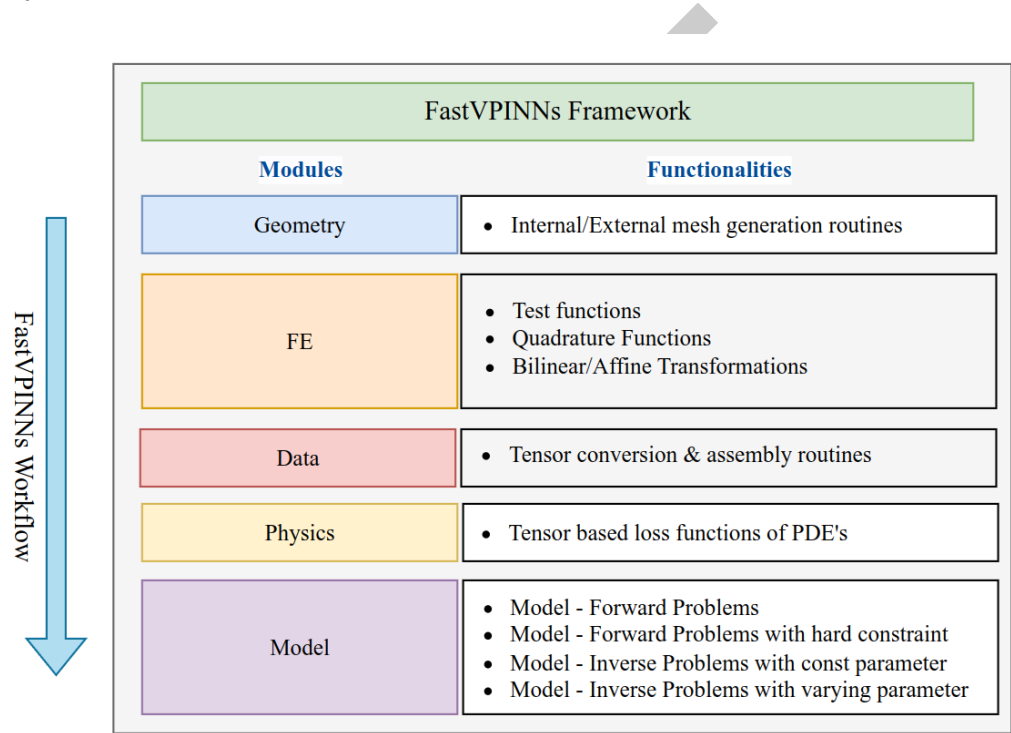 FastVPINNs Framework
Modules
Functionalities
Geometry
• Internal/External mesh generation routines
FE
• Test functions
• Quadrature Functions
• Bilinear/Affine Transformations
Data
• Tensor conversion & assembly routines
Physics
• Tensor based loss functions of PDE's
Model
• Model - Forward Problems
• Model - Forward Problems with hard constraint
• Model - Inverse Problems with const parameter
• Model - Inverse Problems with varying parameter
FastVPINNs Workflow